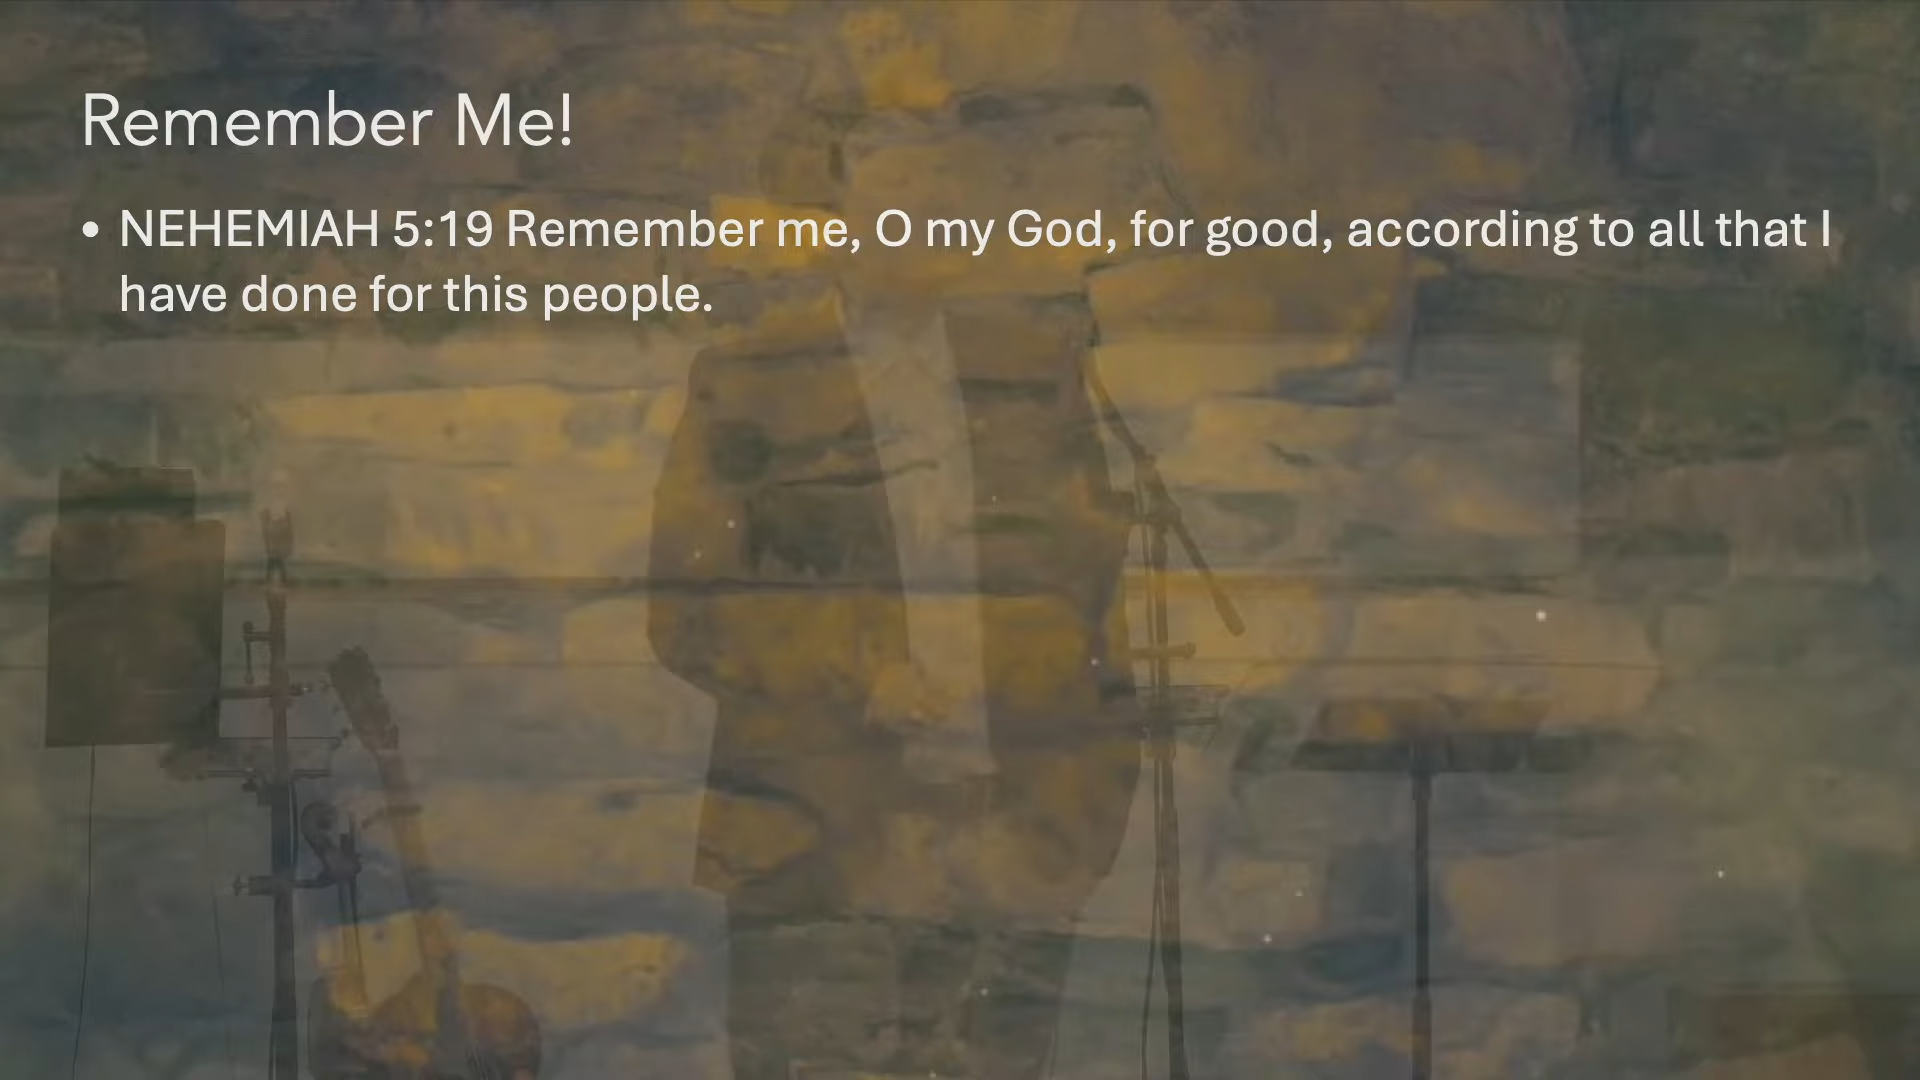 Remember Me!
• NEHEMIAH 5:19 Remember me, O my God, for good, according to all that I
have done for this people.